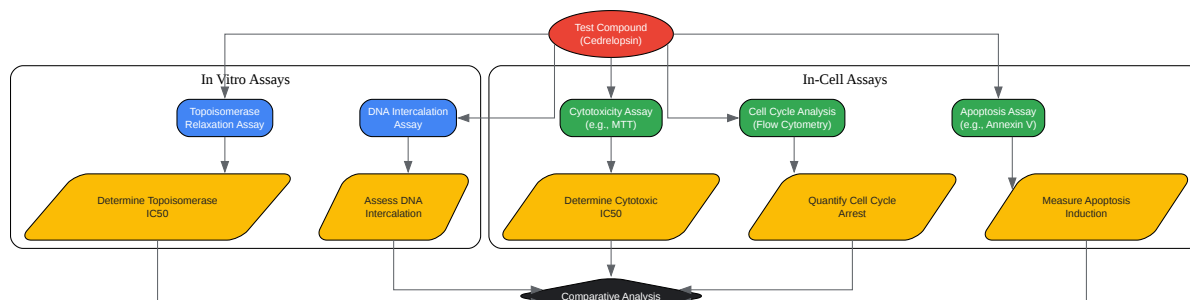 Test Compound
(Cedrelopsin)
In Vitro Assays
In-Cell Assays
Topoisomerase
Relaxation Assay
DNA Intercalation
Assay
Cytotoxicity Assay
(e.g., MTT)
Cell Cycle Analysis
(Flow Cytometry)
Apoptosis Assay
(e.g., Annexin V)
Determine Topoisomerase
IC50
Assess DNA
Intercalation
Determine Cytotoxic
IC50
Quantify Cell Cycle
Arrest
Measure Apoptosis
Induction
Comparative Analysis